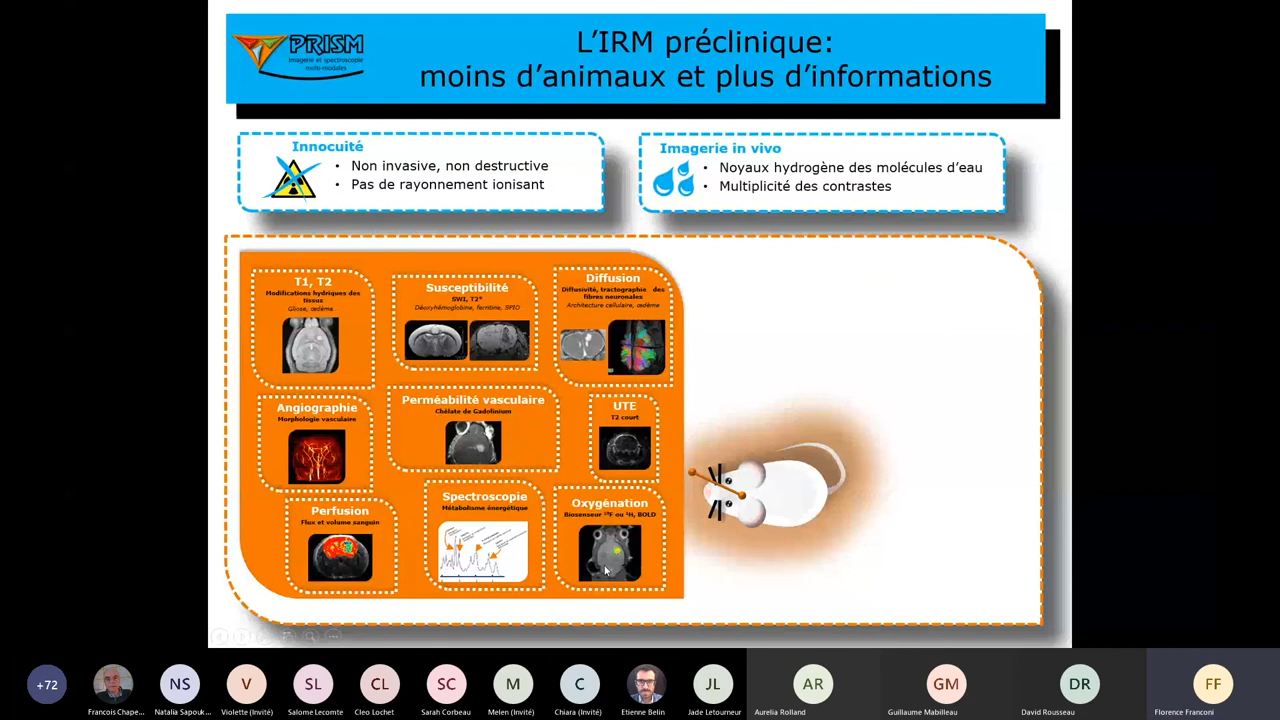 PRISM
Imagerie et spectroscopie
multi-modales
L'IRM préclinique:
moins d'animaux et plus d'informations
Innocuité
• Non invasive, non destructive
• Pas de rayonnement ionisant
Imagerie in vivo
• Noyaux hydrogène des molécules d'eau
• Multiplicité des contrastes
T1, T2
Modifications hydriques des
tissus
Gliose, œdème
Susceptibilité
SWI, T2*
Déoxyhémoglobine, ferritine, SPIO
Diffusion
Diffusivité, tractographie des
fibres neuronales
Architecture cellulaire, œdème
Angiographie
Morphologie vasculaire
Perméabilité vasculaire
Chélate de Gadolinium
UTE
T2 court
Perfusion
Flux et volume sanguin
Spectroscopie
Métabolisme énergétique
Oxygénation
Biosenseur ¹⁹F ou ¹H, BOLD
+72
Francois Chape...
NS
Natalia Sapouk...
V
Violette (Invité)
SL
Salome Lecomte
CL
Cleo Lochet
SC
Sarah Corbeau
M
Melen (Invité)
C
Chiara (Invité)
Etienne Belin
JL
Jade Letourneur
AR
Aurelia Rolland
GM
Guillaume Mabilleau
DR
David Rousseau
FF
Florence Franconi